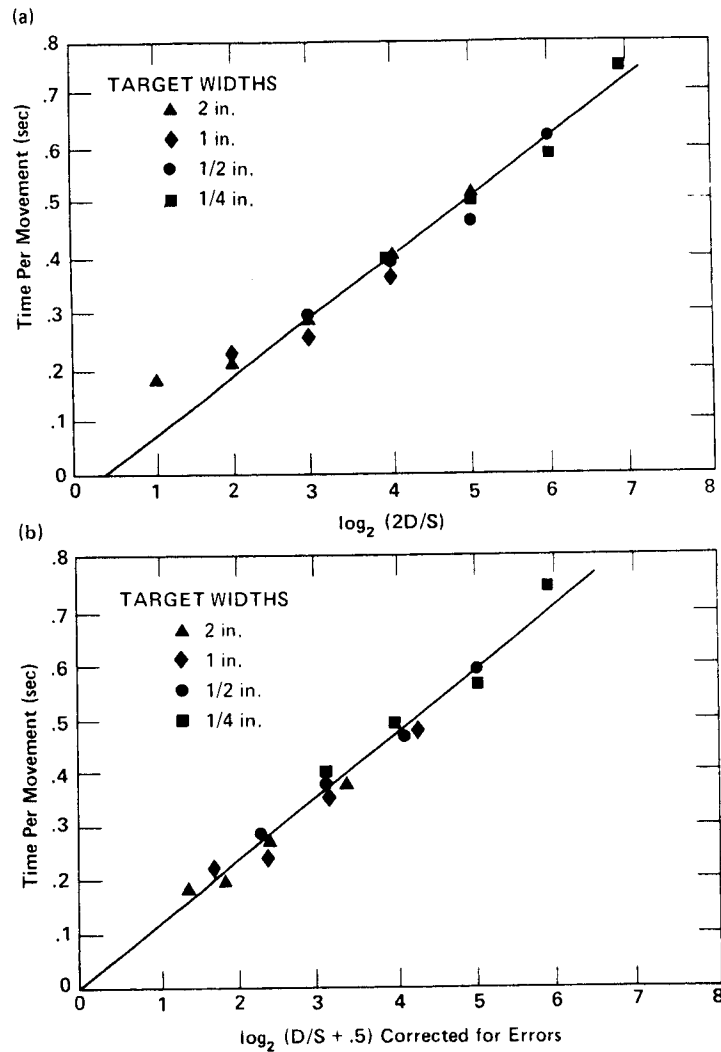 (a)
.8
.7
.6
.5
.4
.3
.2
.1
0
Time Per Movement (sec)
TARGET WIDTHS
2 in.
1 in.
1/2 in.
1/4 in.
0 1 2 3 4 5 6 7 8
log₂ (2D/S)
(b)
.8
.7
.6
.5
.4
.3
.2
.1
0
Time Per Movement (sec)
TARGET WIDTHS
2 in.
1 in.
1/2 in.
1/4 in.
0 1 2 3 4 5 6 7 8
log₂ (D/S + .5) Corrected for Errors